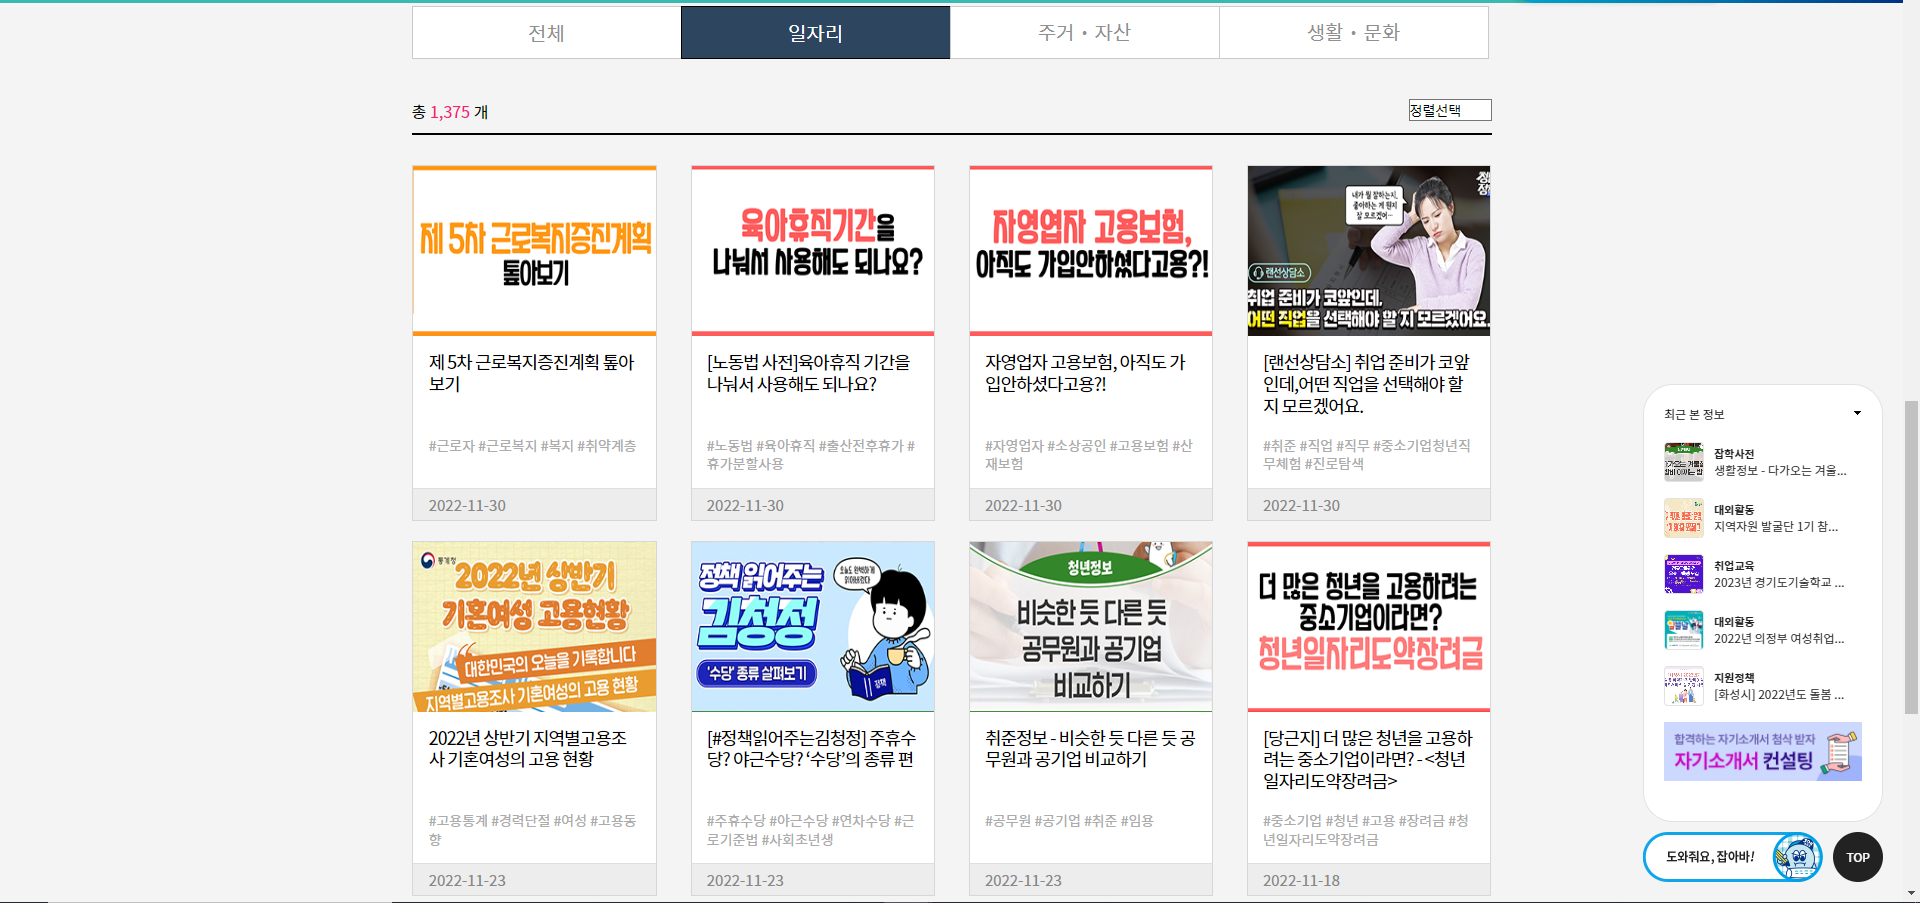 전체
일자리
주거・자산
생활・문화
총 1,375 개
정렬선택
제 5차 근로복지증진계획
톺아보기
육아휴직기간을
나눠서 사용해도 되나요?
자영업자 고용보험,
아직도 가입안하셨다고용?!
내가 뭘 잘하는지,
좋아하는 게 뭔지
잘 모르겠어…
랜선상담소
취업 준비가 코앞인데,
어떤 직업을 선택해야 할 지 모르겠어요.
제 5차 근로복지증진계획 톺아
보기
[노동법 사전]육아휴직 기간을
나눠서 사용해도 되나요?
자영업자 고용보험, 아직도 가
입안하셨다고용?!
[랜선상담소] 취업 준비가 코앞
인데,어떤 직업을 선택해야 할
지 모르겠어요.
#근로자 #근로복지 #복지 #취약계층
#노동법 #육아휴직 #출산전후휴가 #
휴가분할사용
#자영업자 #소상공인 #고용보험 #산
재보험
#취준 #직업 #직무 #중소기업청년직
무체험 #진로탐색
2022-11-30
2022-11-30
2022-11-30
2022-11-30
통계청
2022년 상반기
기혼여성 고용현황
대한민국의 오늘을 기록합니다
지역별고용조사 기혼여성의 고용 현황
정책 읽어주는
김청정
'수당' 종류 살펴보기
오늘도 완벽하게
읽어버렸다!
정책
청년정보
비슷한 듯 다른 듯
공무원과 공기업
비교하기
더 많은 청년을 고용하려는
중소기업이라면?
청년일자리도약장려금
2022년 상반기 지역별고용조
사 기혼여성의 고용 현황
[#정책읽어주는김청정] 주휴수
당? 야근수당? ‘수당’의 종류 편
취준정보 - 비슷한 듯 다른 듯 공
무원과 공기업 비교하기
[당근지] 더 많은 청년을 고용하
려는 중소기업이라면? - <청년
일자리도약장려금>
#고용통계 #경력단절 #여성 #고용동
향
#주휴수당 #야근수당 #연차수당 #근
로기준법 #사회초년생
#공무원 #공기업 #취준 #임용
#중소기업 #청년 #고용 #장려금 #청
년일자리도약장려금
2022-11-23
2022-11-23
2022-11-23
2022-11-18
최근 본 정보
잡학사전
생활정보 - 다가오는 겨울...
대외활동
지역자원 발굴단 1기 참...
취업교육
2023년 경기도기술학교 ...
대외활동
2022년 의정부 여성취업...
지원정책
[화성시] 2022년도 돌봄 ...
합격하는 자기소개서 첨삭 받자
자기소개서 컨설팅
도와줘요, 잡아바!
TOP